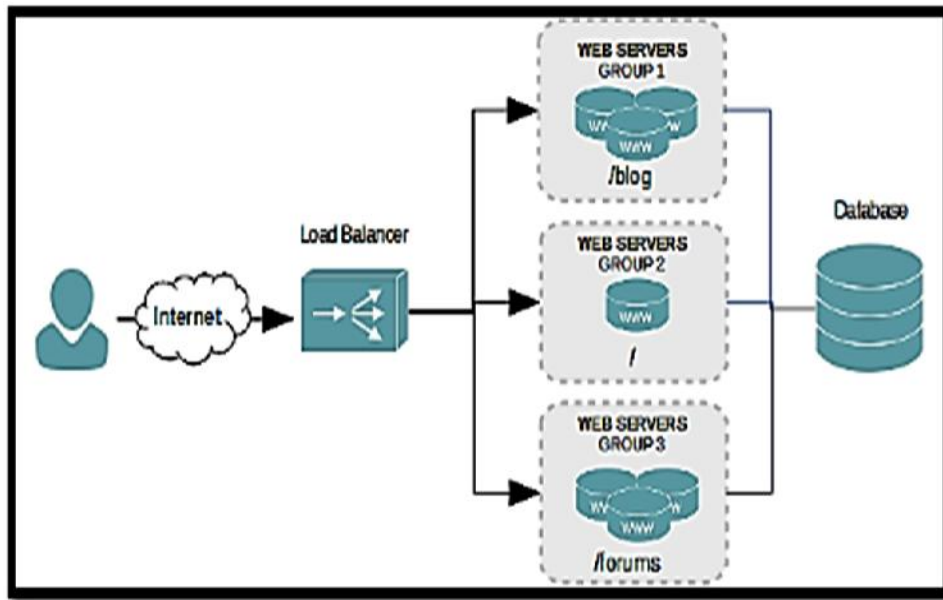 Internet
Load Balancer
WEB SERVERS
GROUP 1
www
/blog
WEB SERVERS
GROUP 2
www
/
WEB SERVERS
GROUP 3
www
/forums
Database